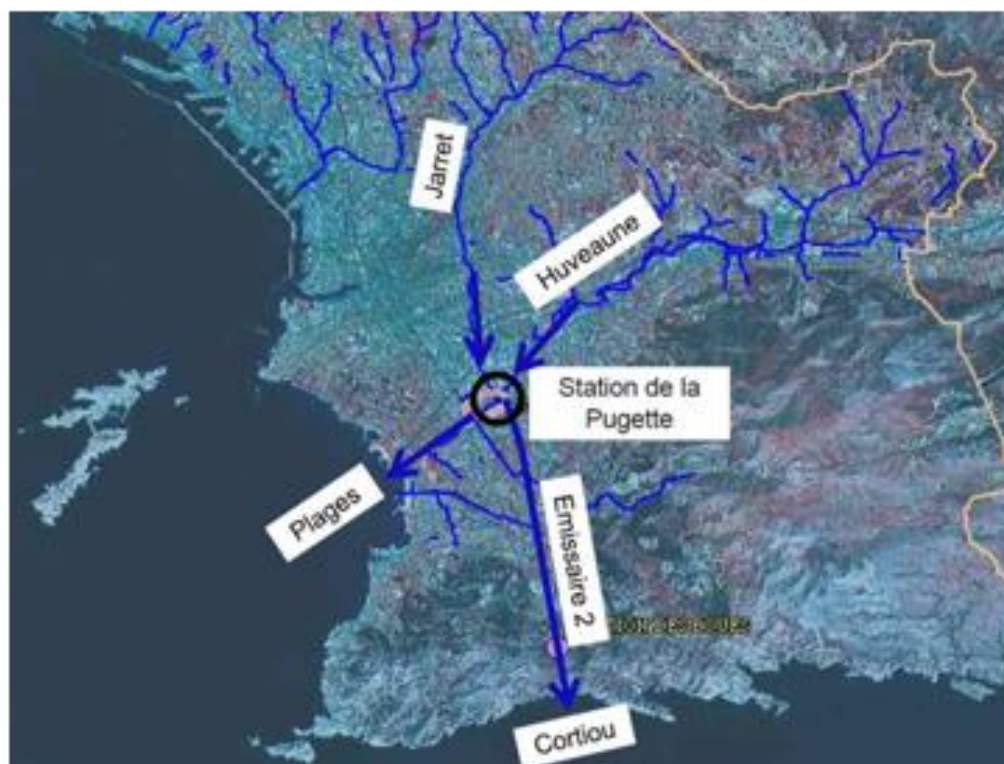 Jarret
Huveaune
Station de la
Pugette
Plages
Emissaire 2
Cortiou